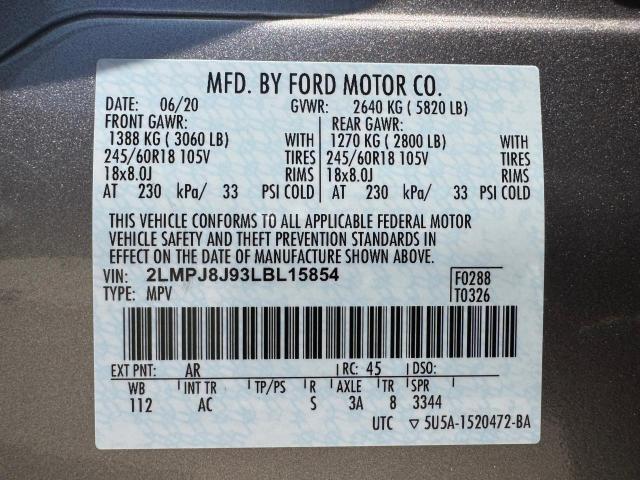 MFD. BY FORD MOTOR CO.
DATE: 06/20 GVWR: 2640 KG ( 5820 LB)
FRONT GAWR: REAR GAWR:
1388 KG ( 3060 LB) WITH 1270 KG ( 2800 LB) WITH
245/60R18 105V TIRES 245/60R18 105V TIRES
18x8.0J RIMS 18x8.0J RIMS
AT 230 kPa/ 33 PSI COLD AT 230 kPa/ 33 PSI COLD
THIS VEHICLE CONFORMS TO ALL APPLICABLE FEDERAL MOTOR
VEHICLE SAFETY AND THEFT PREVENTION STANDARDS IN
EFFECT ON THE DATE OF MANUFACTURE SHOWN ABOVE.
VIN: 2LMPJ8J93LBL15854 F0288
TYPE: MPV T0326
EXT PNT: AR RC: 45 DSO:
WB INT TR TP/PS R AXLE TR SPR
112 AC S 3A 8 3344
UTC ▽ 5U5A-1520472-BA